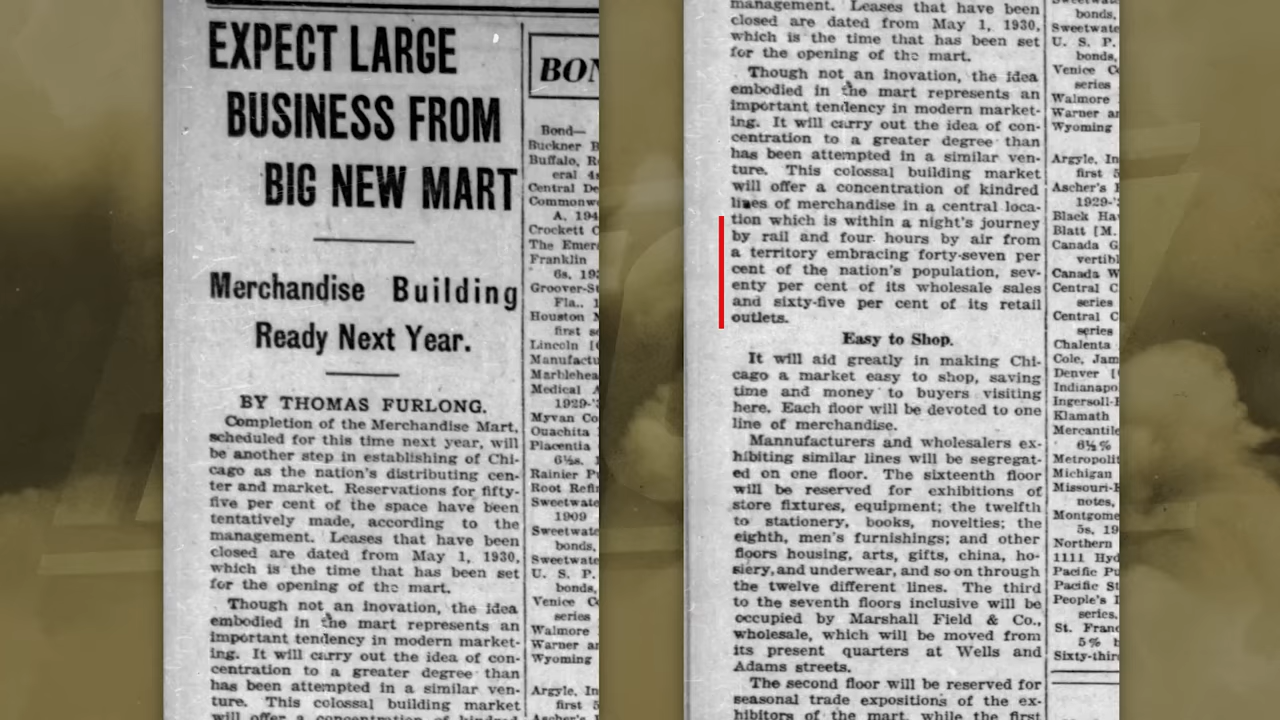 EXPECT LARGE
BUSINESS FROM
BIG NEW MART
Merchandise Building
Ready Next Year.
BY THOMAS FURLONG.
Completion of the Merchandise Mart,
scheduled for this time next year, will
be another step in establishing of Chi-
cago as the nation's distributing cen-
ter and market. Reservations for fifty-
five per cent of the space have been
tentatively made, according to the
management. Leases that have been
closed are dated from May 1, 1930,
which is the time that has been set
for the opening of the mart.
Though not an inovation, the idea
embodied in the mart represents an
important tendency in modern market-
ing. It will carry out the idea of con-
centration to a greater degree than
has been attempted in a similar ven-
ture. This colossal building market
will offer a concentration of kindred
BON
Bond—
Buckner B
Buffalo, R
eral 4s
Central De
Commonw
A, 194
Crockett C
The Emer
Franklin
6s, 193
Groover-St
Fla., 1
Houston M
first se
Lincoln [
Manufactu
Marblehea
Medical A
1929-'3
Myvan Co
Ouachita
Placentia
6½s, 1
Rainier Pu
Root Refin
Sweetwate
1909
Sweetwate
bonds,
Sweetwate
U. S. P.
bonds,
Venice Co
series
Walmore
Warner an
Wyoming
Argyle, In
first 5
Ascher's
management. Leases that have been
closed are dated from May 1, 1930,
which is the time that has been set
for the opening of the mart.
Though not an inovation, the idea
embodied in the mart represents an
important tendency in modern market-
ing. It will carry out the idea of con-
centration to a greater degree than
has been attempted in a similar ven-
ture. This colossal building market
will offer a concentration of kindred
lines of merchandise in a central loca-
tion which is within a night's journey
by rail and four hours by air from
a territory embracing forty-seven per
cent of the nation's population, sev-
enty per cent of its wholesale sales
and sixty-five per cent of its retail
outlets.
Easy to Shop.
It will aid greatly in making Chi-
cago a market easy to shop, saving
time and money to buyers visiting
here. Each floor will be devoted to one
line of merchandise.
Mannufacturers and wholesalers ex-
hibiting similar lines will be segregat-
ed on one floor. The sixteenth floor
will be reserved for exhibitions of
store fixtures, equipment; the twelfth
to stationery, books, novelties; the
eighth, men's furnishings; and other
floors housing, arts, gifts, china, ho-
siery, and underwear, and so on through
the twelve different lines. The third
to the seventh floors inclusive will be
occupied by Marshall Field & Co.,
wholesale, which will be moved from
its present quarters at Wells and
Adams streets.
The second floor will be reserved for
seasonal trade expositions of the ex-
hibitors of the mart, while the first
Sweetwate
bonds,
Sweetwate
U. S. P.
bonds,
Venice Co
series
Walmore
Warner an
Wyoming
Argyle, In
first 5
Ascher's
1929-'
Black Ha
Blatt [M.
Canada G
vertibl
Canada W
Central C
series
Central C
series
Chalenta
Cole, Jam
Denver [
Indianapo
Ingersoll-
Klamath
Mercantile
6½%
Metropolit
Michigan
Missouri-
notes,
Montgome
5s, 19
Northern
1111 Hyd
Pacific Pu
Pacific St
People's
series,
St. Franc
5%
Sixty-thir